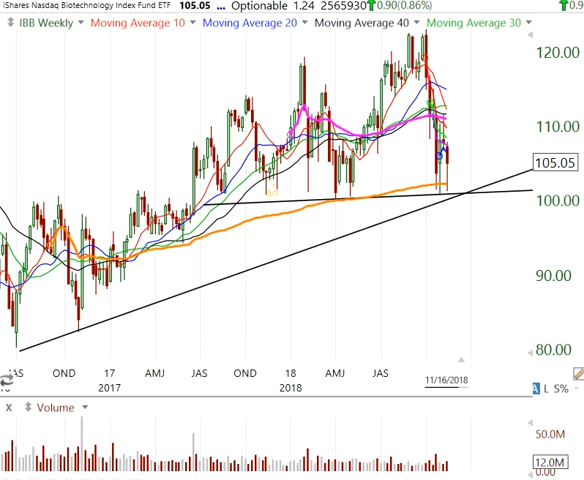 iShares Nasdaq Biotechnology Index Fund ETF 105.05 ... Optionable 1.24 2565930 0.90(0.86%) 0.9
IBB Weekly Moving Average 10 Moving Average 20 Moving Average 40 Moving Average 30
120.00
110.00
105.05
100.00
90.00
80.00
JAS OND 17 AMJ JAS OND 18 AMJ JAS
2017 2018 11/16/2018
A L S%
X Volume
50.0M
12.0M
0.00